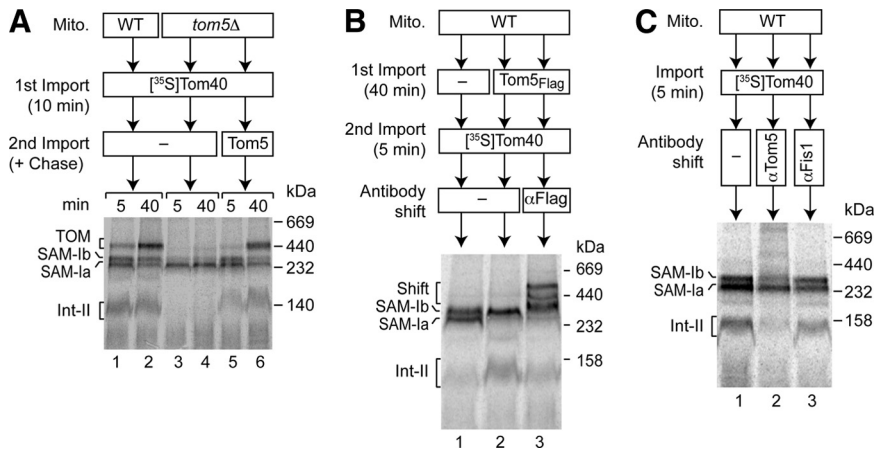 A
Mito.
WT
tom5Δ
1st Import
(10 min)
[³⁵S]Tom40
2nd Import
(+ Chase)
–
Tom5
min
5 40 5 40 5 40
kDa
TOM
SAM-Ib
SAM-Ia
Int-II
669
440
232
140
1 2 3 4 5 6
B
Mito.
WT
1st Import
(40 min)
–
Tom5Flag
2nd Import
(5 min)
[³⁵S]Tom40
Antibody
shift
–
αFlag
kDa
Shift
SAM-Ib
SAM-Ia
Int-II
669
440
232
158
1 2 3
C
Mito.
WT
Import
(5 min)
[³⁵S]Tom40
Antibody
shift
–
αTom5
αFis1
kDa
SAM-Ib
SAM-Ia
Int-II
669
440
232
158
1 2 3